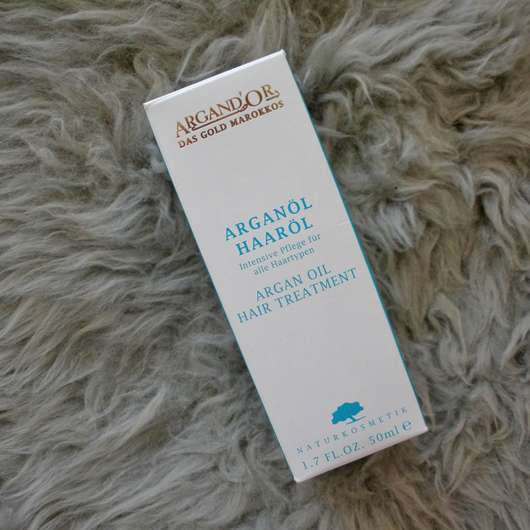 ARGAND'OR
DAS GOLD MAROKKOS
ARGANÖL
HAARÖL
Intensive Pflege für
alle Haartypen
ARGAN OIL
HAIR TREATMENT
NATURKOSMETIK
1.7 FL.OZ. 50ml ℮